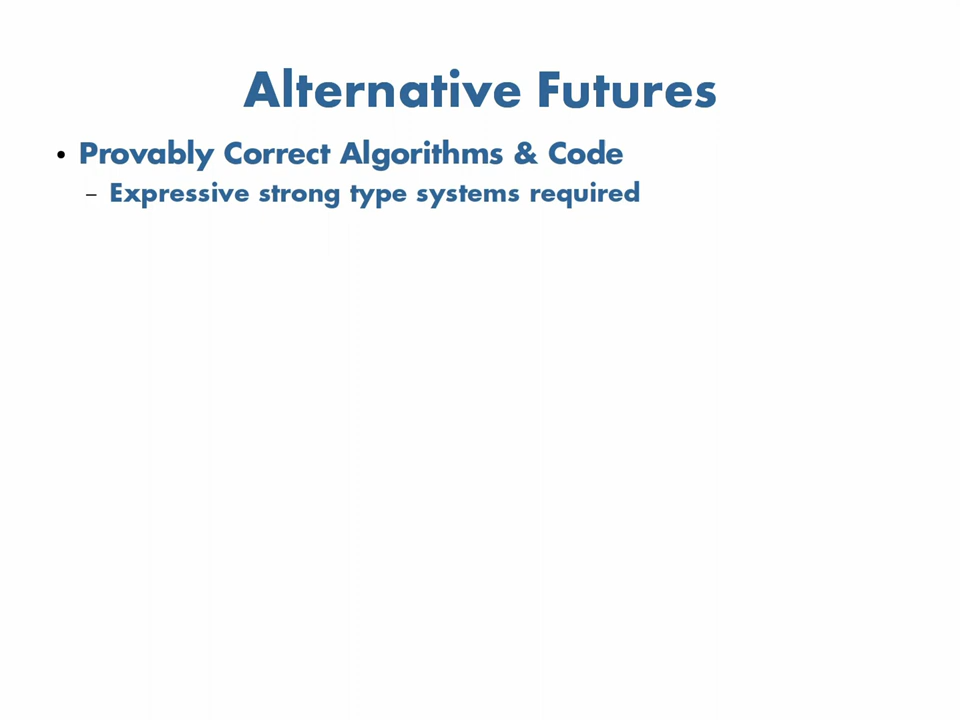 Alternative Futures
• Provably Correct Algorithms & Code
– Expressive strong type systems required